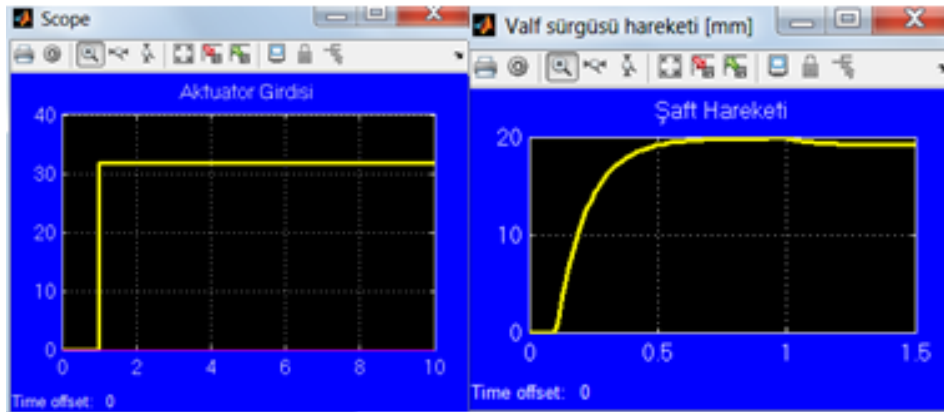 Scope
Aktuator Girdisi
40
30
20
10
0
0 2 4 6 8 10
Time offset: 0
Valf sürgüsü hareketi [mm]
Şaft Hareketi
20
10
0
0 0.5 1 1.5
Time offset: 0